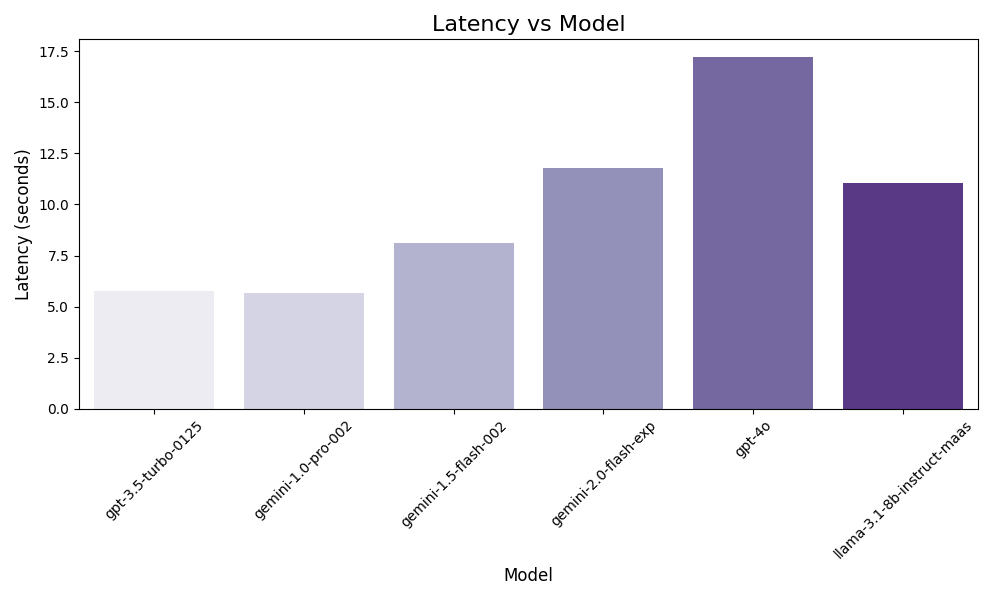 Latency vs Model
Latency (seconds)
17.5
15.0
12.5
10.0
7.5
5.0
2.5
0.0
gpt-3.5-turbo-0125
gemini-1.0-pro-002
gemini-1.5-flash-002
gemini-2.0-flash-exp
gpt-4o
llama-3.1-8b-instruct-maas
Model